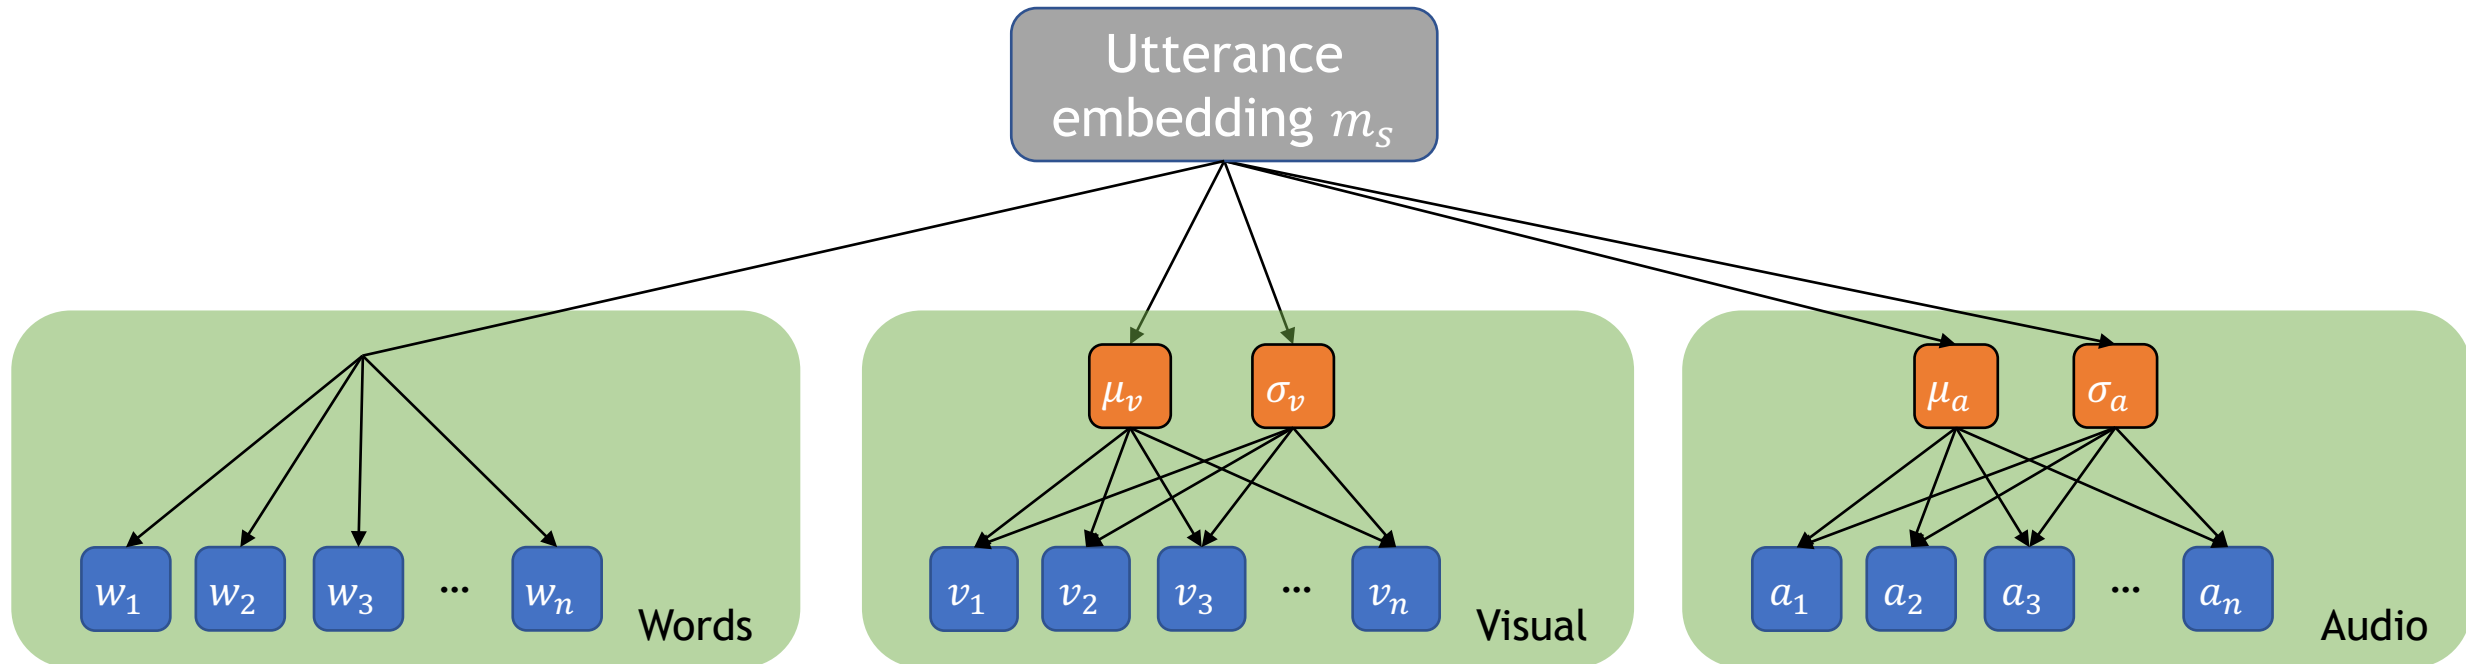 Utterance
embedding m_s
μ_v σ_v μ_a σ_a
w_1 w_2 w_3 ... w_n Words v_1 v_2 v_3 ... v_n Visual a_1 a_2 a_3 ... a_n Audio